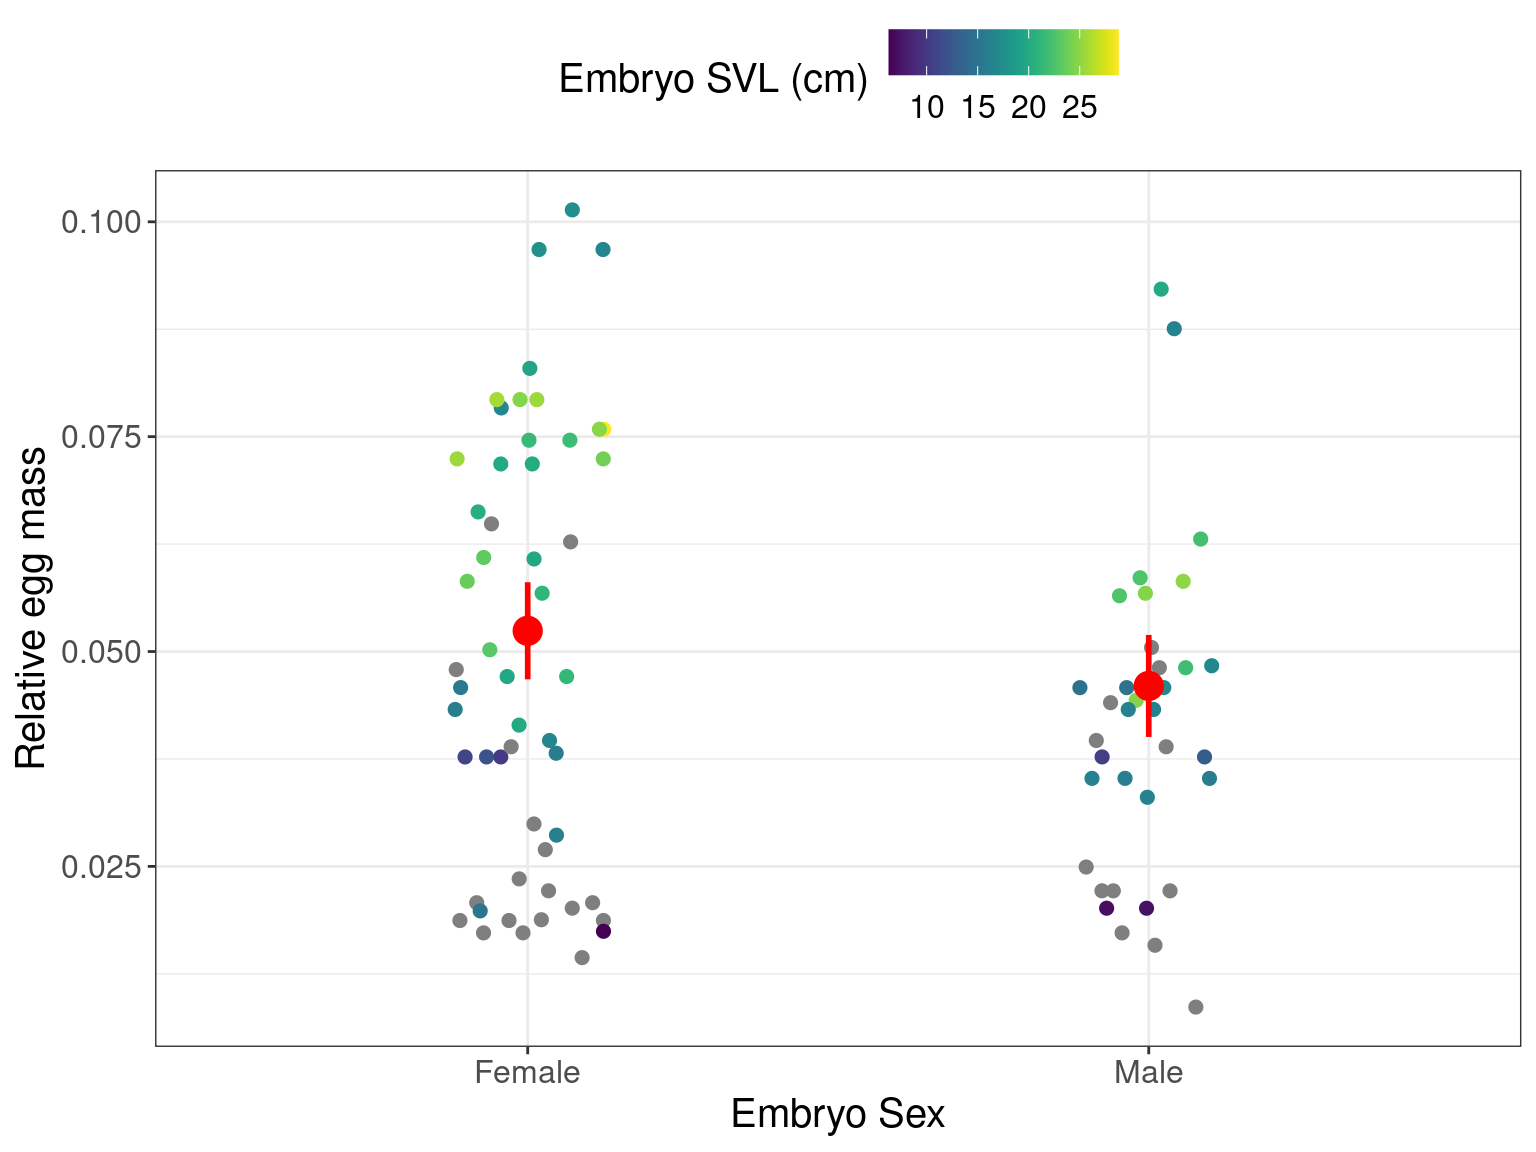 Embryo SVL (cm)
10 15 20 25
0.100
0.075
0.050
0.025
Relative egg mass
Female Male
Embryo Sex